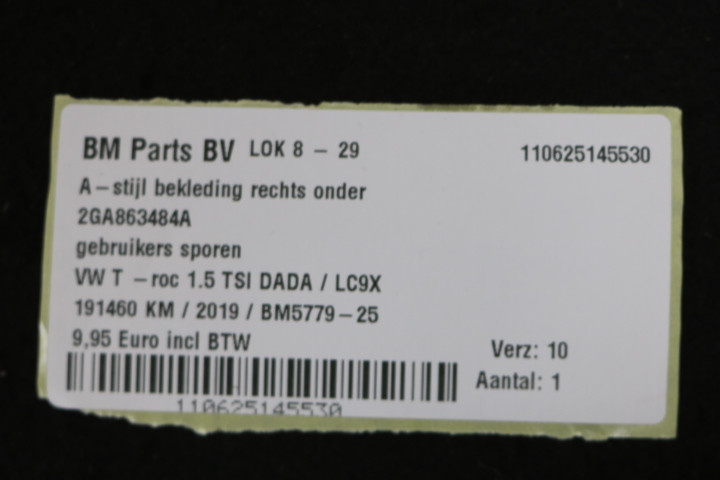 BM Parts BV LOK 8 - 29 110625145530
A-stijl bekleding rechts onder
2GA863484A
gebruikers sporen
VW T -roc 1.5 TSI DADA / LC9X
191460 KM / 2019 / BM5779-25
9,95 Euro incl BTW
Verz: 10
Aantal: 1
110625145530